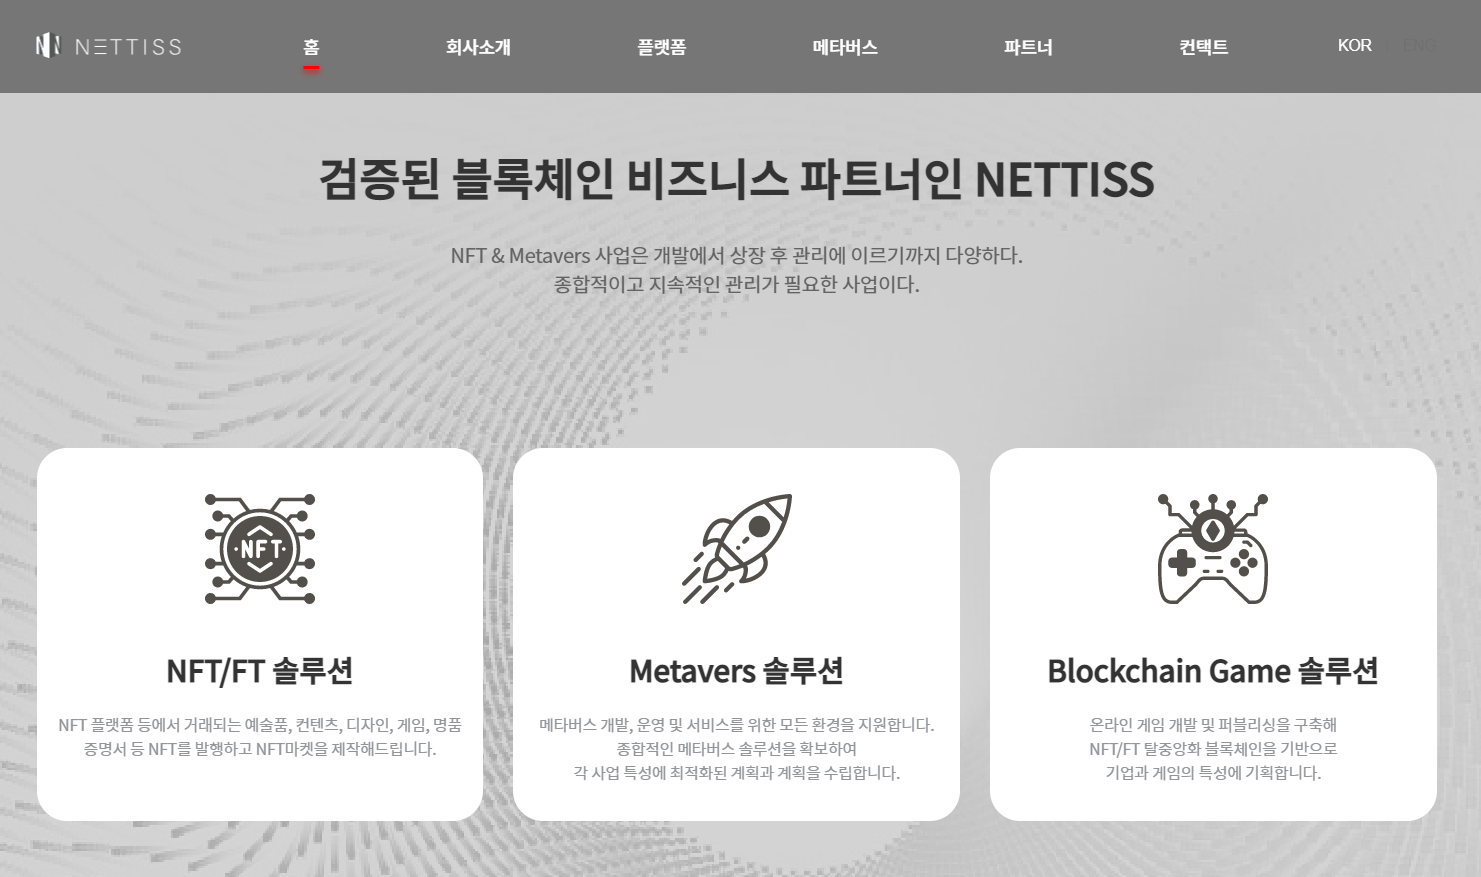 NETTISS
홈
회사소개
플랫폼
메타버스
파트너
컨택트
KOR
ENG
검증된 블록체인 비즈니스 파트너인 NETTISS
NFT & Metavers 사업은 개발에서 상장 후 관리에 이르기까지 다양하다.
종합적이고 지속적인 관리가 필요한 사업이다.
NFT
NFT/FT 솔루션
NFT 플랫폼 등에서 거래되는 예술품, 컨텐츠, 디자인, 게임, 명품
증명서 등 NFT를 발행하고 NFT마켓을 제작해드립니다.
Metavers 솔루션
메타버스 개발, 운영 및 서비스를 위한 모든 환경을 지원합니다.
종합적인 메타버스 솔루션을 확보하여
각 사업 특성에 최적화된 계획과 계획을 수립합니다.
Blockchain Game 솔루션
온라인 게임 개발 및 퍼블리싱을 구축해
NFT/FT 탈중앙화 블록체인을 기반으로
기업과 게임의 특성에 기획합니다.